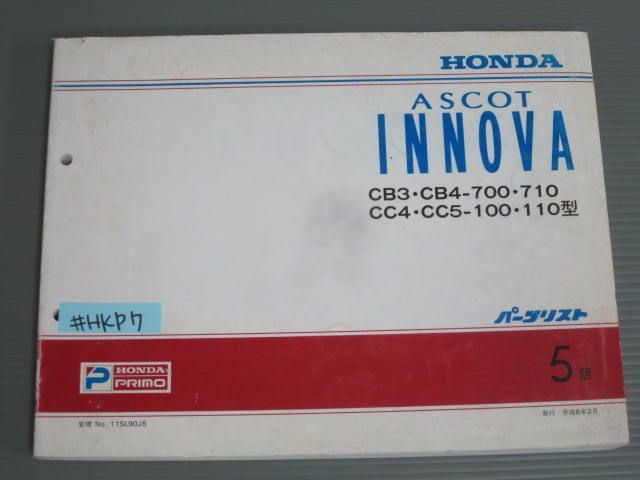 HONDA
ASCOT
INNOVA
CB3・CB4-700・710
CC4・CC5-100・110型
#HKP7
パーツリスト
HONDA
PRIMO
5版
管理 No. 11SL90J5
発行 平成8年3月